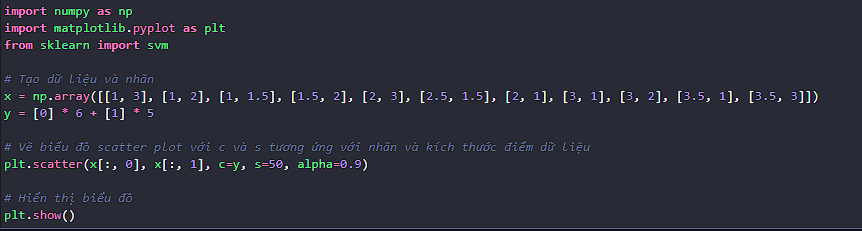 import numpy as np
import matplotlib.pyplot as plt
from sklearn import svm
# Tạo dữ liệu và nhãn
x = np.array([[1, 3], [1, 2], [1, 1.5], [1.5, 2], [2, 3], [2.5, 1.5], [2, 1], [3, 1], [3, 2], [3.5, 1], [3.5, 3]])
y = [0] * 6 + [1] * 5
# Vẽ biểu đồ scatter plot với c và s tương ứng với nhãn và kích thước điểm dữ liệu
plt.scatter(x[:, 0], x[:, 1], c=y, s=50, alpha=0.9)
# Hiển thị biểu đồ
plt.show()